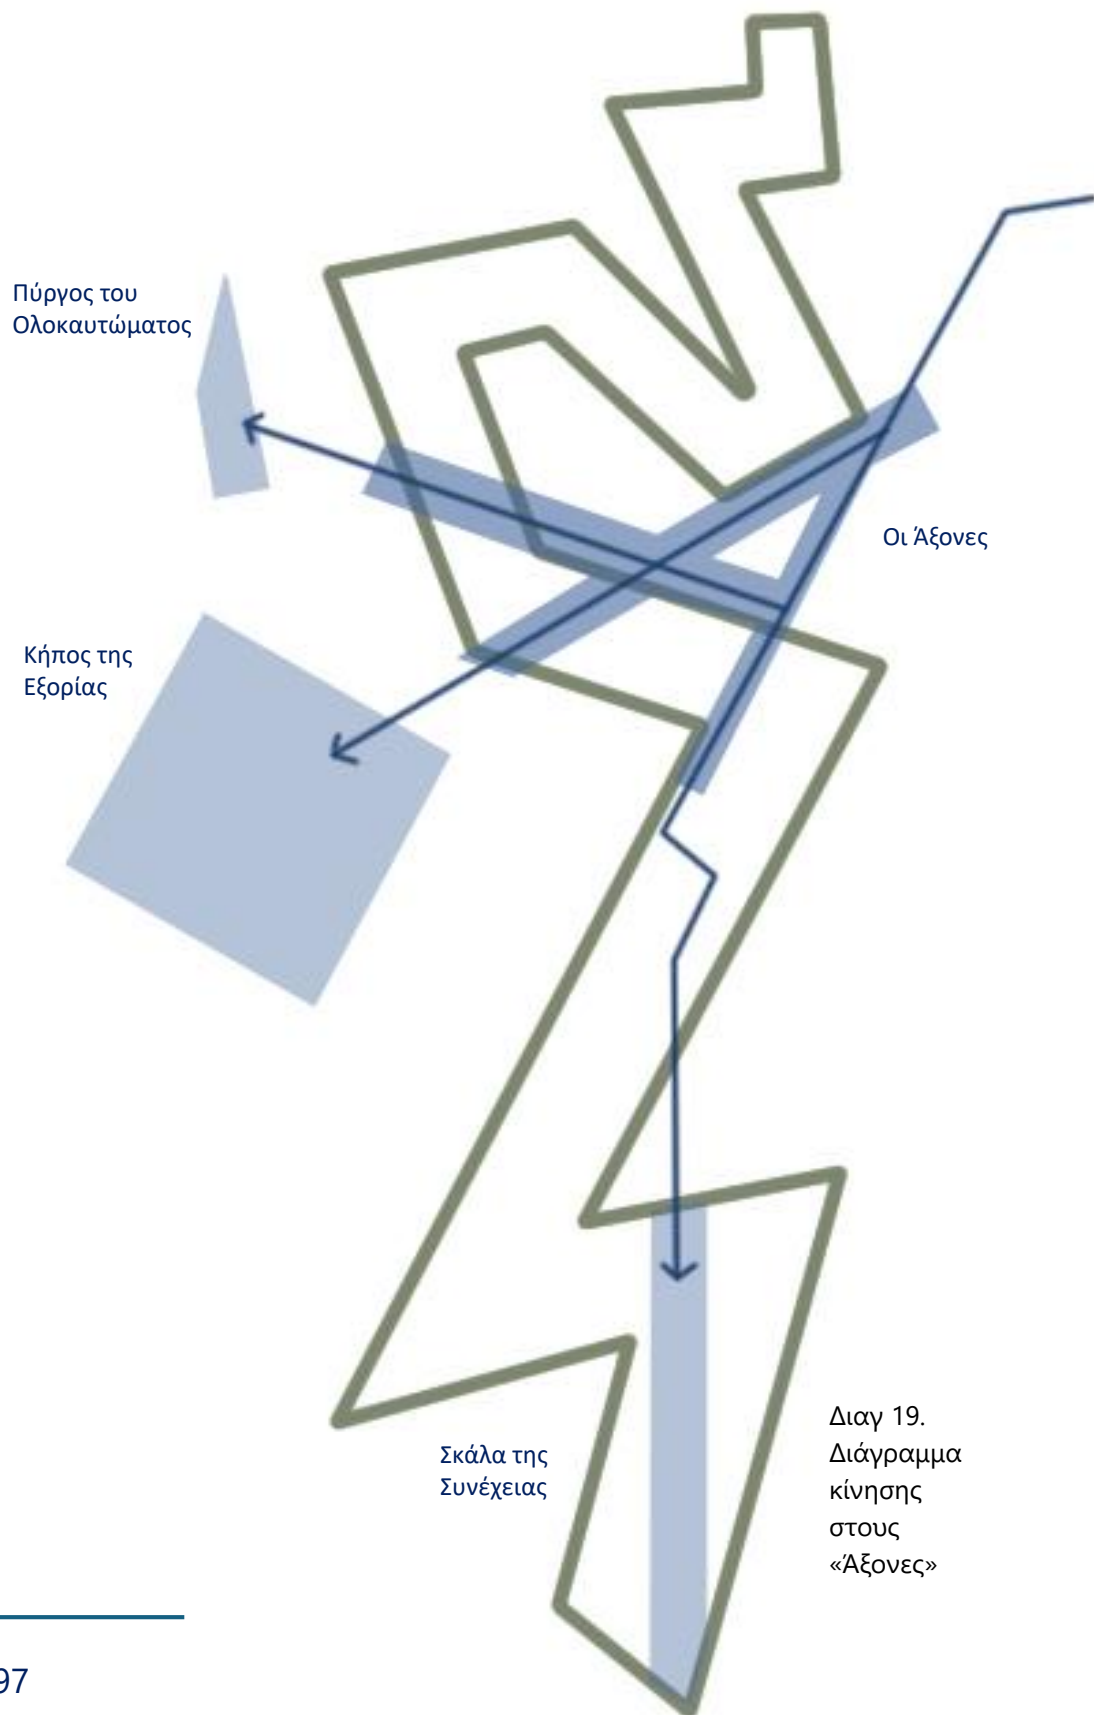 Πύργος του
Ολοκαυτώματος
Οι Άξονες
Κήπος της
Εξορίας
Σκάλα της
Συνέχειας
Διαγ 19.
Διάγραμμα
κίνησης
στους
«Άξονες»
97